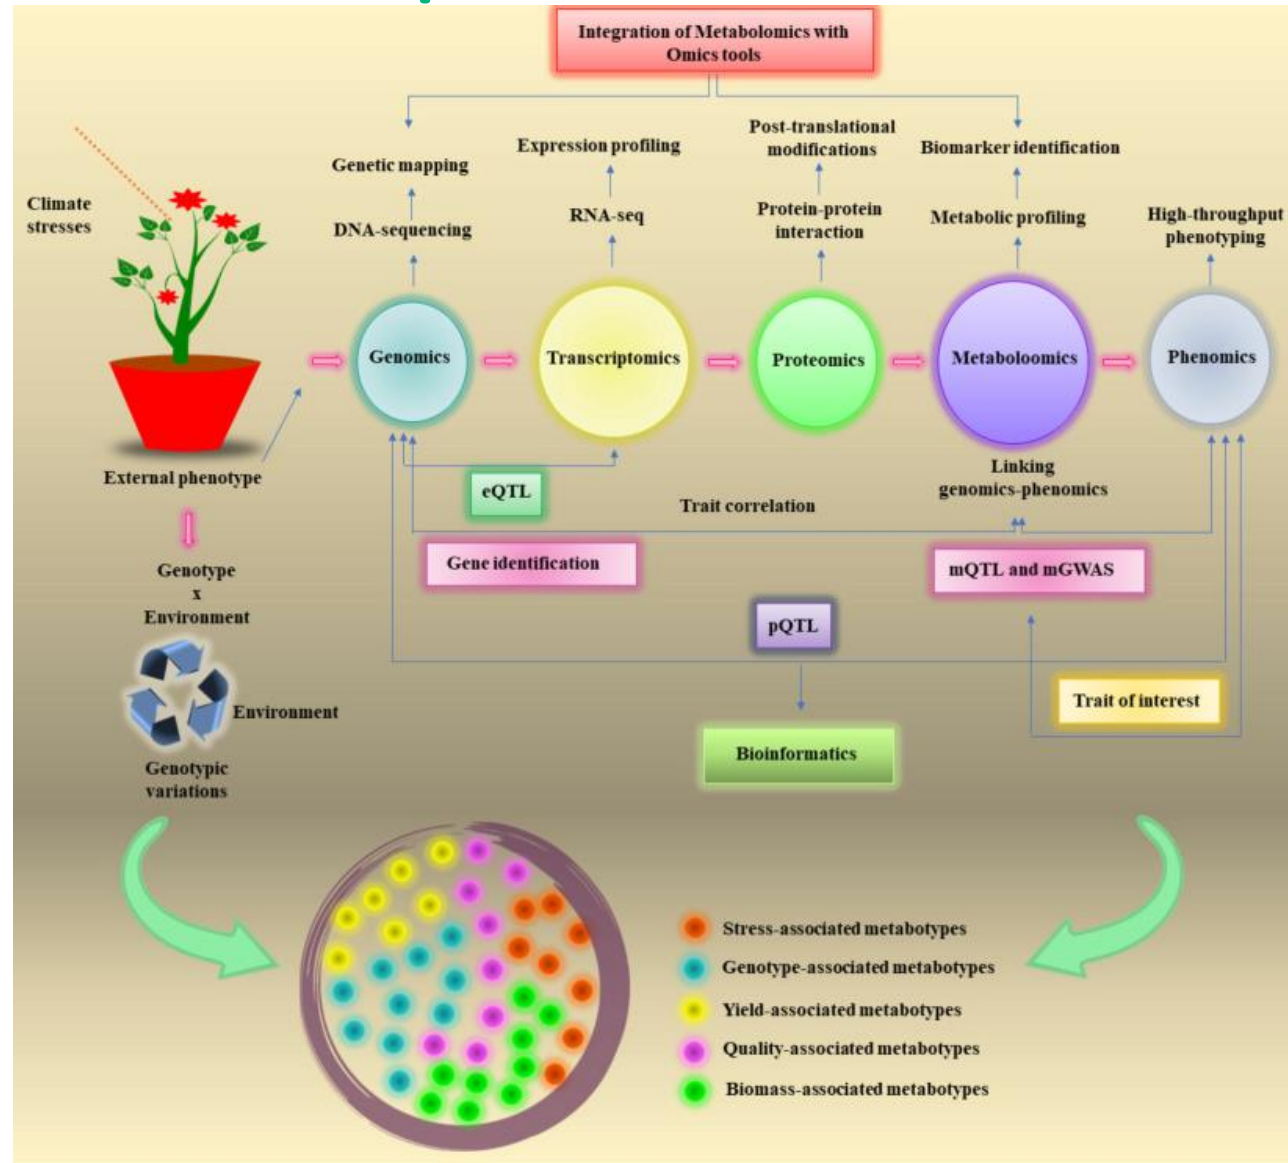 Integration of Metabolomics with
Omics tools
Climate
stresses
Genetic mapping
DNA-sequencing
Expression profiling
RNA-seq
Post-translational
modifications
Protein-protein
interaction
Biomarker identification
Metabolic profiling
High-throughput
phenotyping
Genomics
Transcriptomics
Proteomics
Metaboloomics
Phenomics
External phenotype
Linking
genomics-phenomics
eQTL
Trait correlation
Gene identification
mQTL and mGWAS
Genotype
x
Environment
pQTL
Environment
Trait of interest
Bioinformatics
Genotypic
variations
Stress-associated metabotypes
Genotype-associated metabotypes
Yield-associated metabotypes
Quality-associated metabotypes
Biomass-associated metabotypes